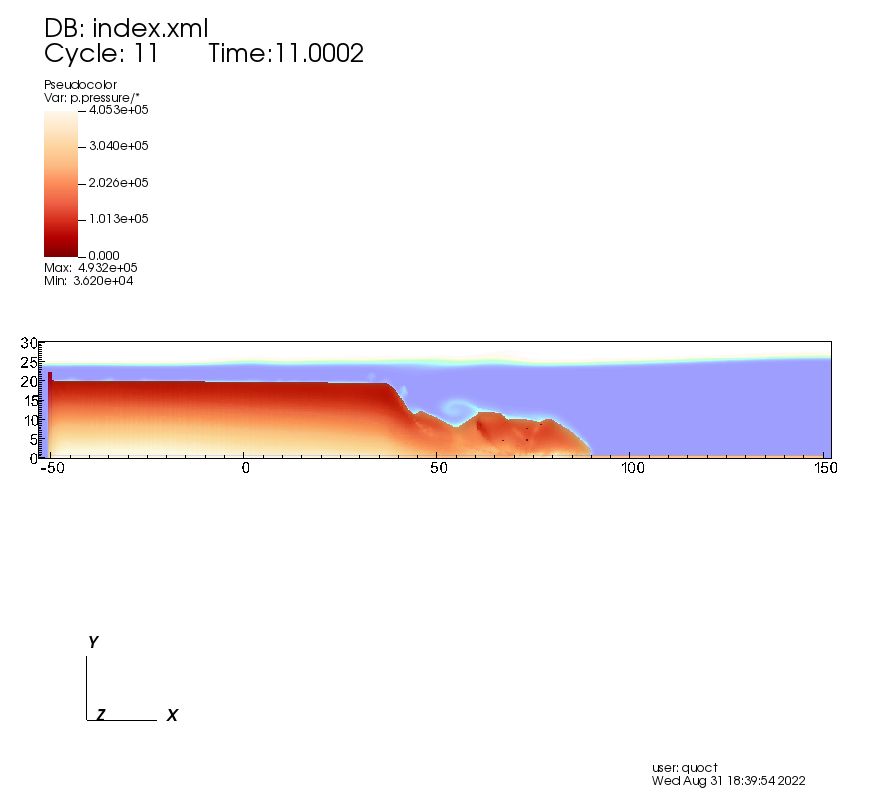 DB: index.xml
Cycle: 11 Time:11.0002
Pseudocolor
Var: p.pressure/*
4.053e+05
3.040e+05
2.026e+05
1.013e+05
0.000
Max: 4.932e+05
Min: 3.620e+04
30
25
20
15
10
5
0
-50 0 50 100 150
Y
Z X
user: quoct
Wed Aug 31 18:39:54 2022